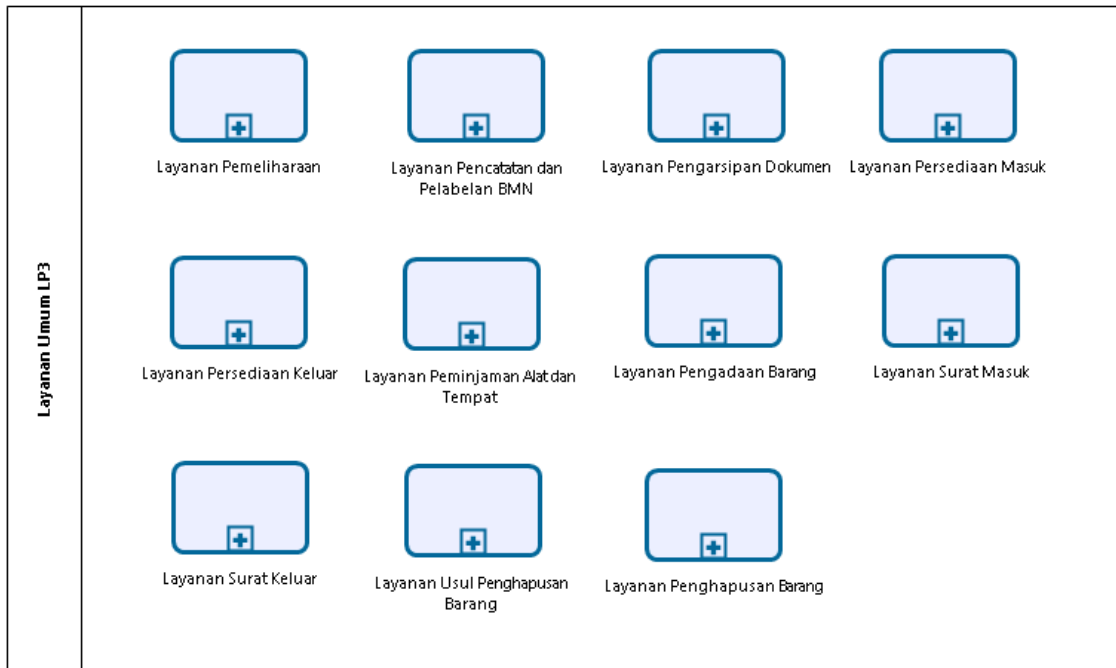 Layanan Umum LP3
Layanan Pemeliharaan
Layanan Pencatatan dan
Pelabelan BMN
Layanan Pengarsipan Dokumen
Layanan Persediaan Masuk
Layanan Persediaan Keluar
Layanan Peminjaman Alat dan
Tempat
Layanan Pengadaan Barang
Layanan Surat Masuk
Layanan Surat Keluar
Layanan Usul Penghapusan
Barang
Layanan Penghapusan Barang